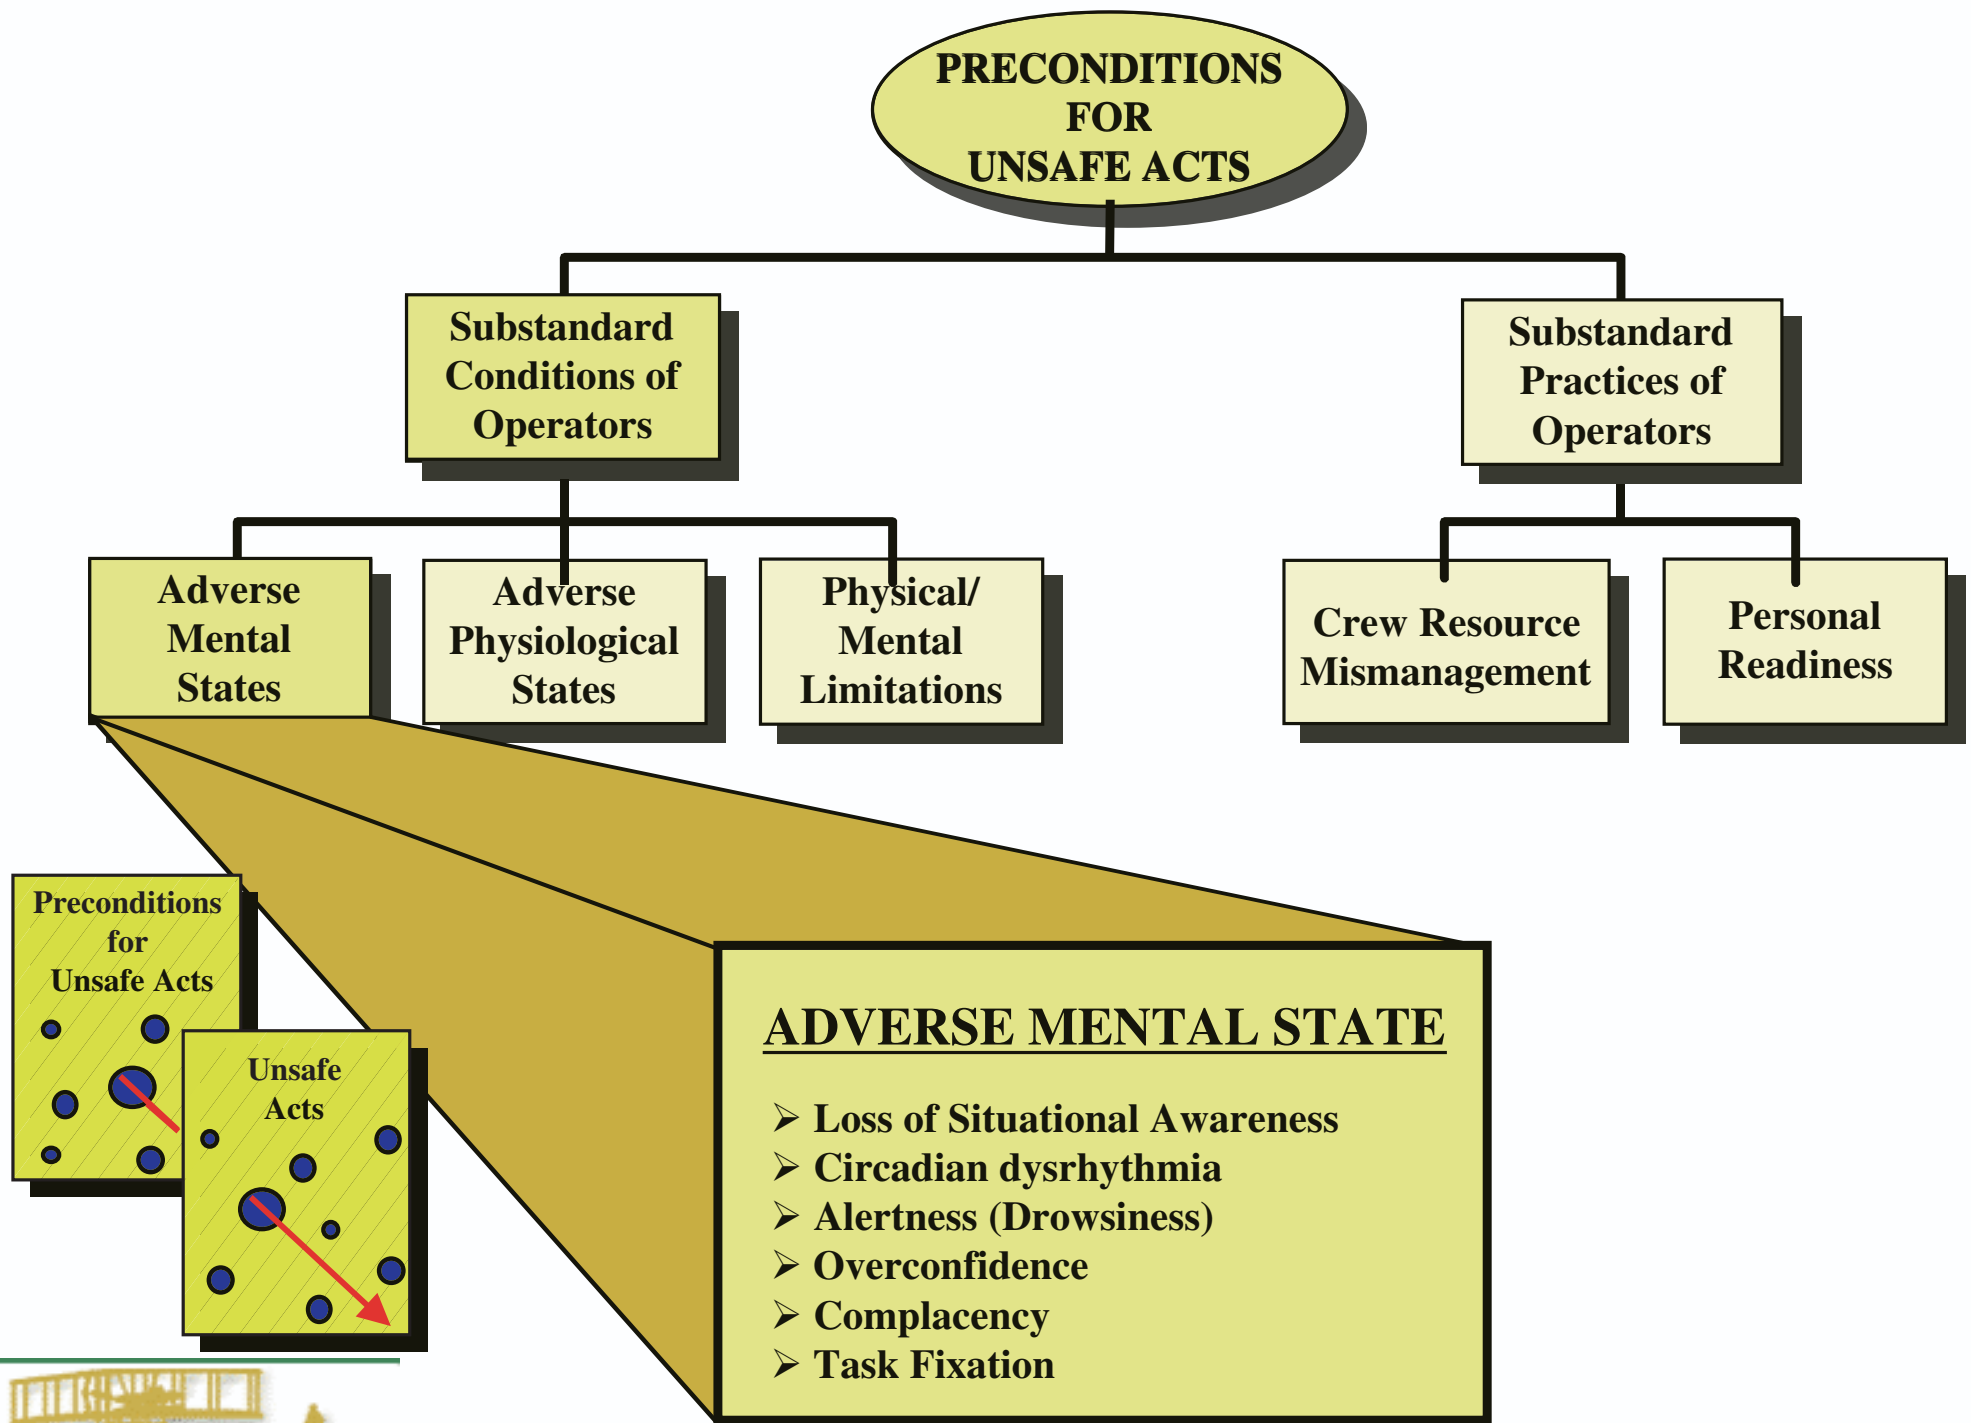 PRECONDITIONS
FOR
UNSAFE ACTS
Substandard
Conditions of
Operators
Substandard
Practices of
Operators
Adverse
Mental
States
Adverse
Physiological
States
Physical/
Mental
Limitations
Crew Resource
Mismanagement
Personal
Readiness
Preconditions
for
Unsafe Acts
Unsafe
Acts
ADVERSE MENTAL STATE
➢ Loss of Situational Awareness
➢ Circadian dysrhythmia
➢ Alertness (Drowsiness)
➢ Overconfidence
➢ Complacency
➢ Task Fixation